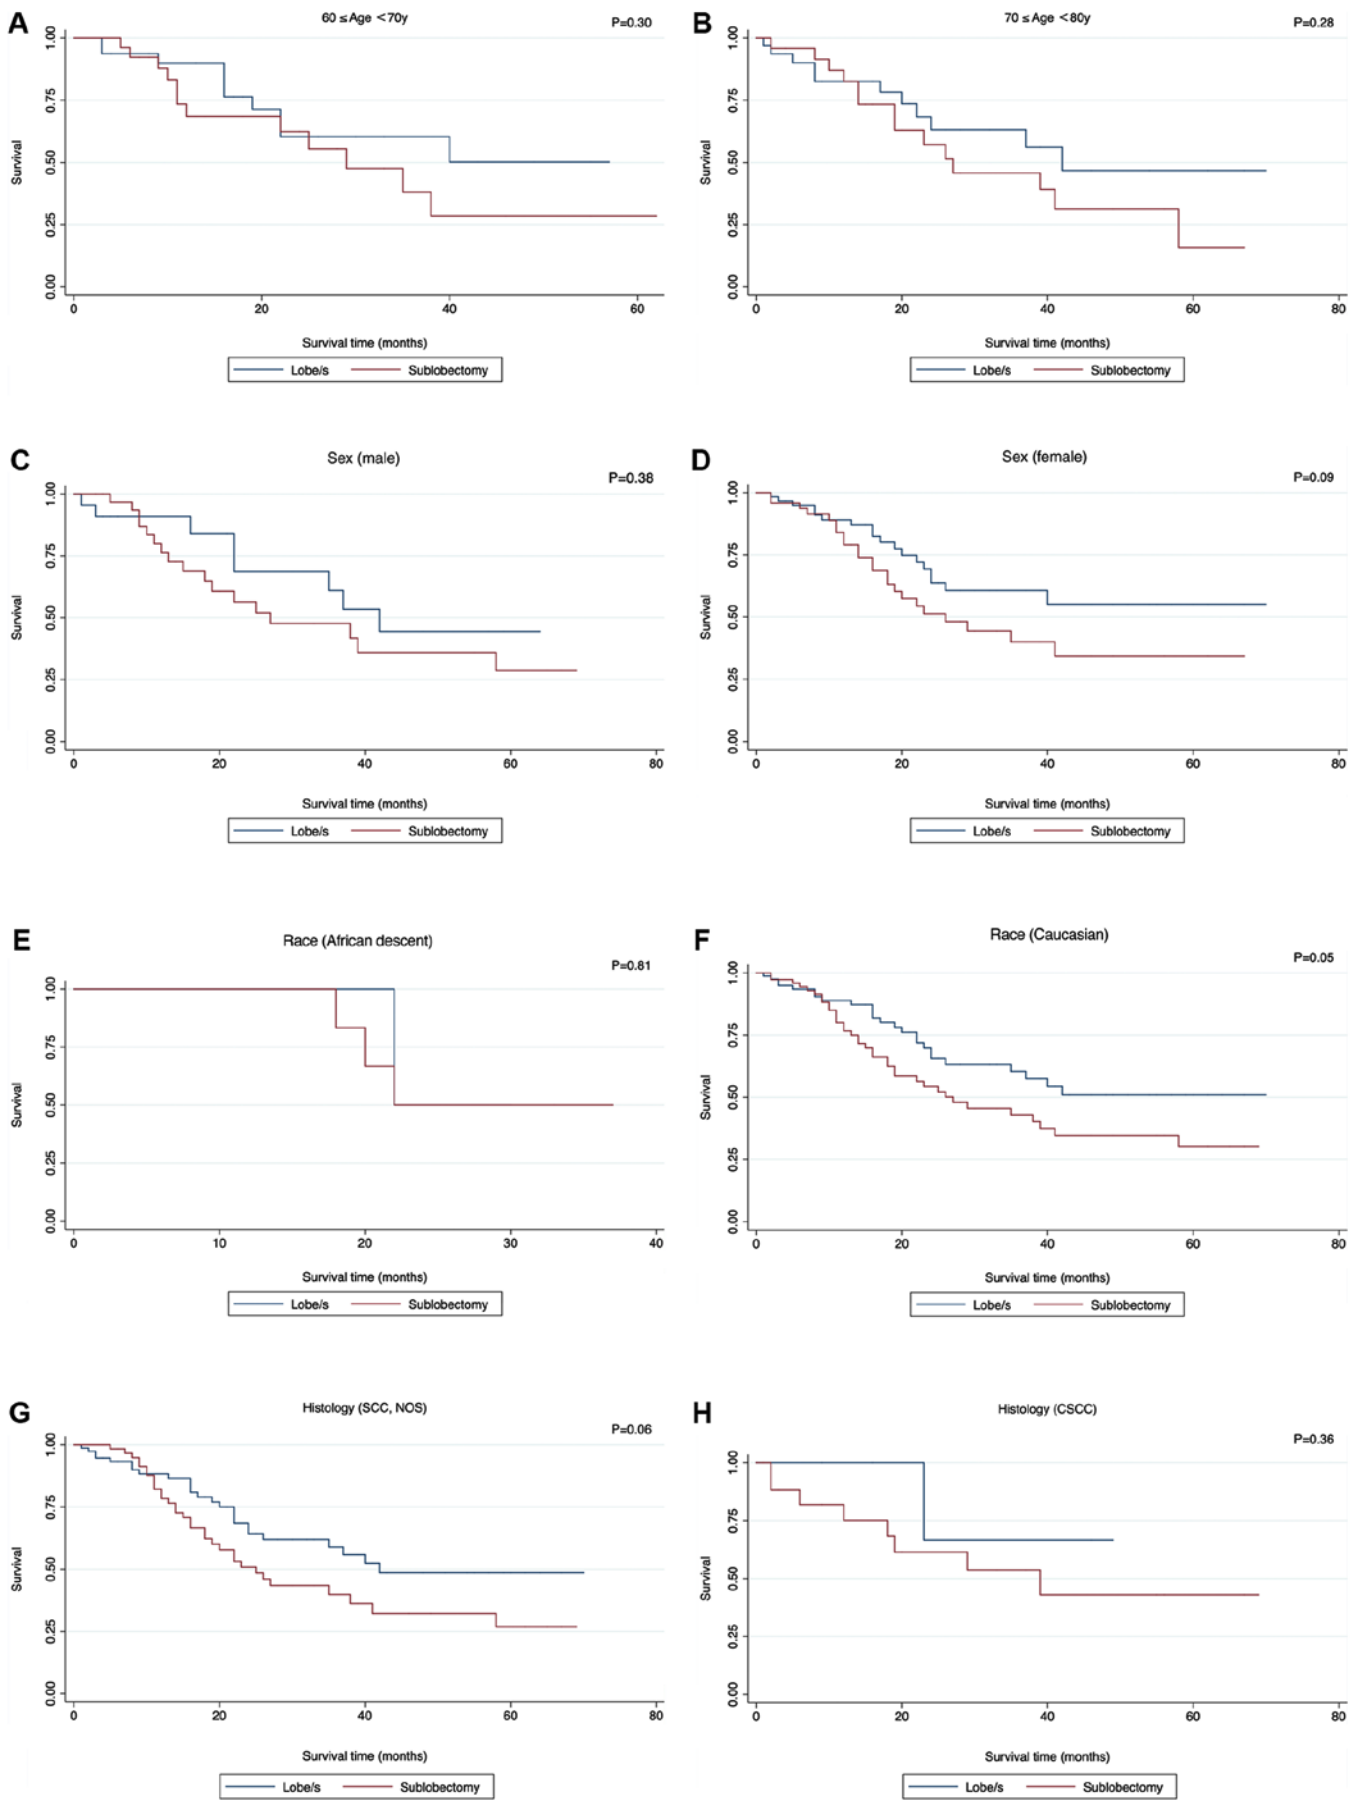 A
60 ≤ Age < 70y
P=0.30
Survival
1.00
0.75
0.50
0.25
0.00
0 20 40 60
Survival time (months)
Lobe/s Sublobectomy
B
70 ≤ Age < 80y
P=0.28
Survival
1.00
0.75
0.50
0.25
0.00
0 20 40 60 80
Survival time (months)
Lobe/s Sublobectomy
C
Sex (male)
P=0.38
Survival
1.00
0.75
0.50
0.25
0.00
0 20 40 60 80
Survival time (months)
Lobe/s Sublobectomy
D
Sex (female)
P=0.09
Survival
1.00
0.75
0.50
0.25
0.00
0 20 40 60 80
Survival time (months)
Lobe/s Sublobectomy
E
Race (African descent)
P=0.81
Survival
1.00
0.75
0.50
0.25
0.00
0 10 20 30 40
Survival time (months)
Lobe/s Sublobectomy
F
Race (Caucasian)
P=0.05
Survival
1.00
0.75
0.50
0.25
0.00
0 20 40 60 80
Survival time (months)
Lobe/s Sublobectomy
G
Histology (SCC, NOS)
P=0.06
Survival
1.00
0.75
0.50
0.25
0.00
0 20 40 60 80
Survival time (months)
Lobe/s Sublobectomy
H
Histology (CSCC)
P=0.36
Survival
1.00
0.75
0.50
0.25
0.00
0 20 40 60 80
Survival time (months)
Lobe/s Sublobectomy